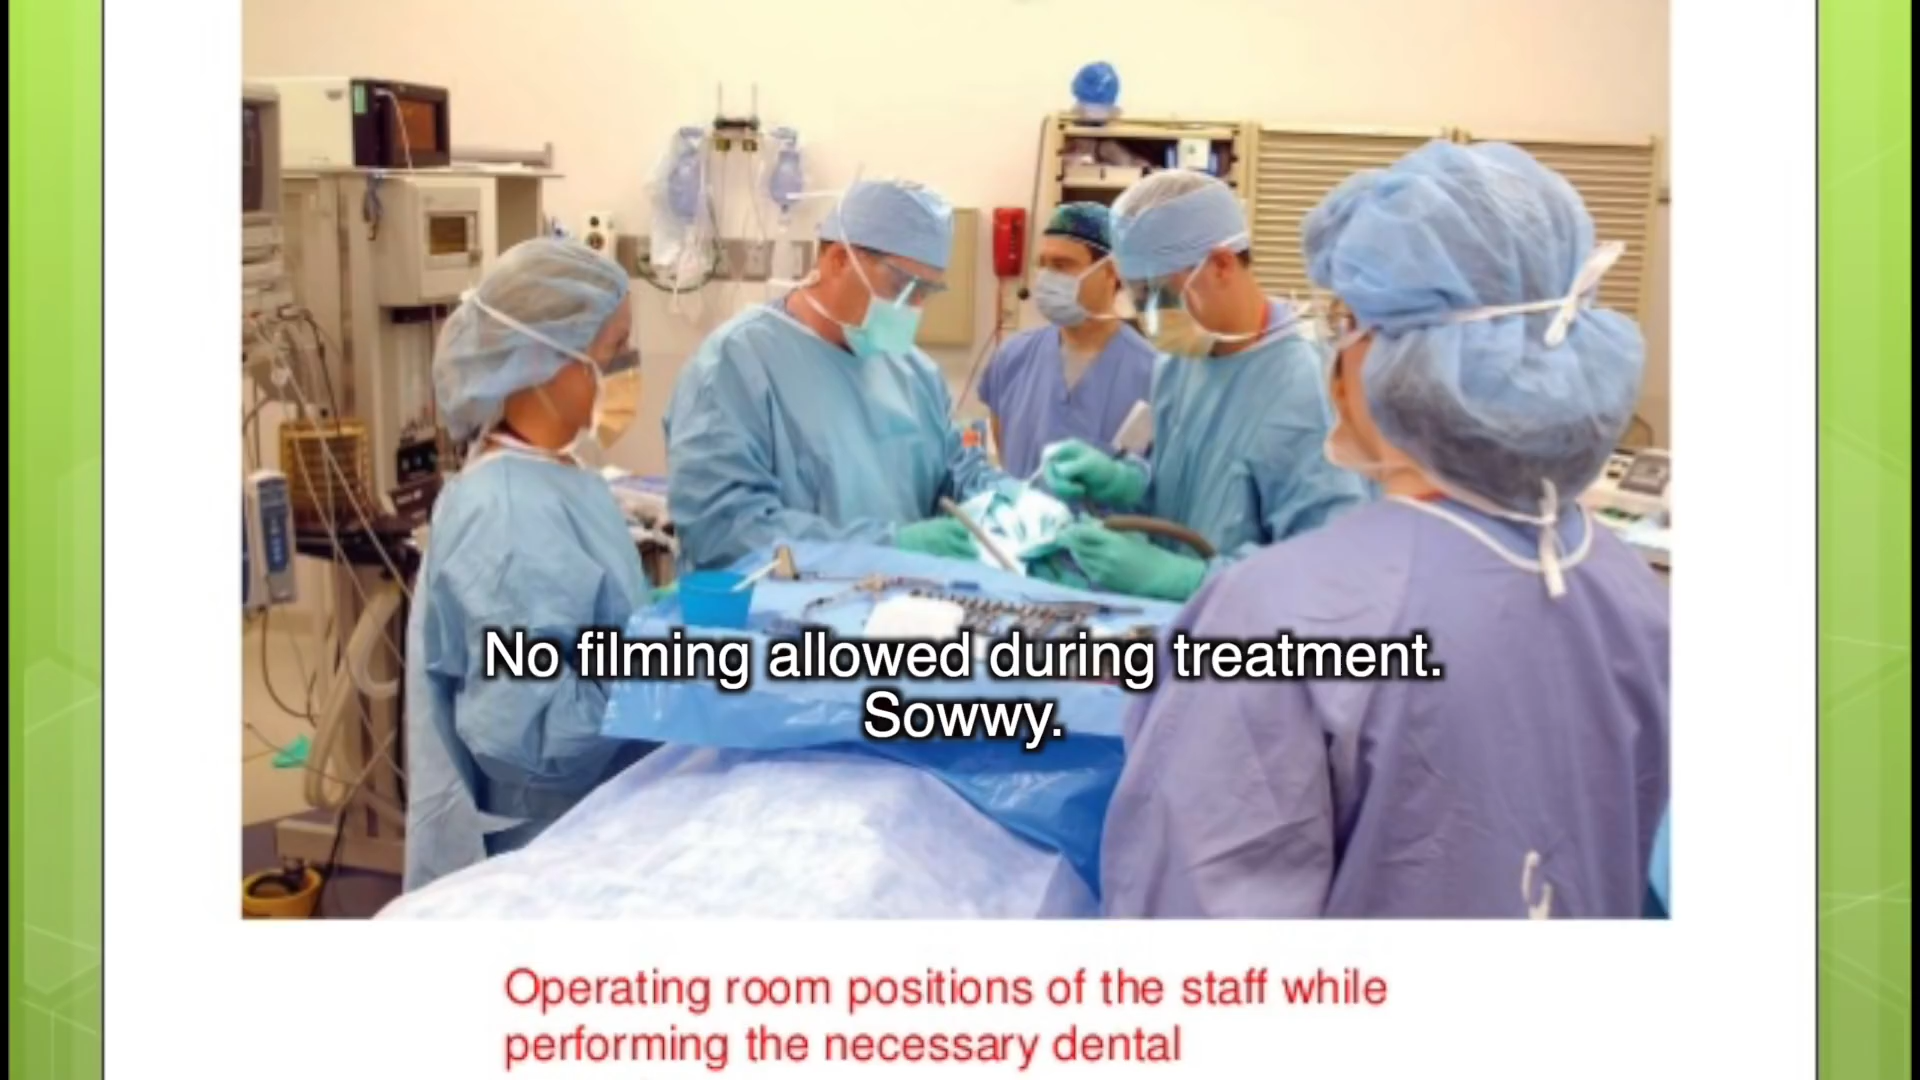 No filming allowed during treatment.
Sowwy.
Operating room positions of the staff while
performing the necessary dental